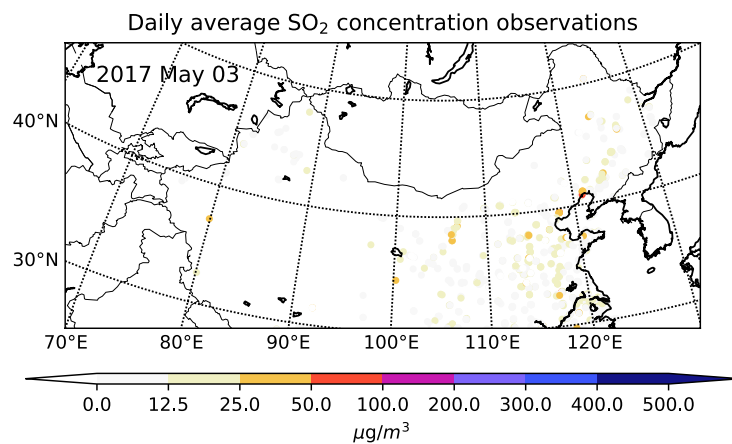 Daily average SO₂ concentration observations
2017 May 03
40°N
30°N
70°E 80°E 90°E 100°E 110°E 120°E
0.0 12.5 25.0 50.0 100.0 200.0 300.0 400.0 500.0
μg/m³